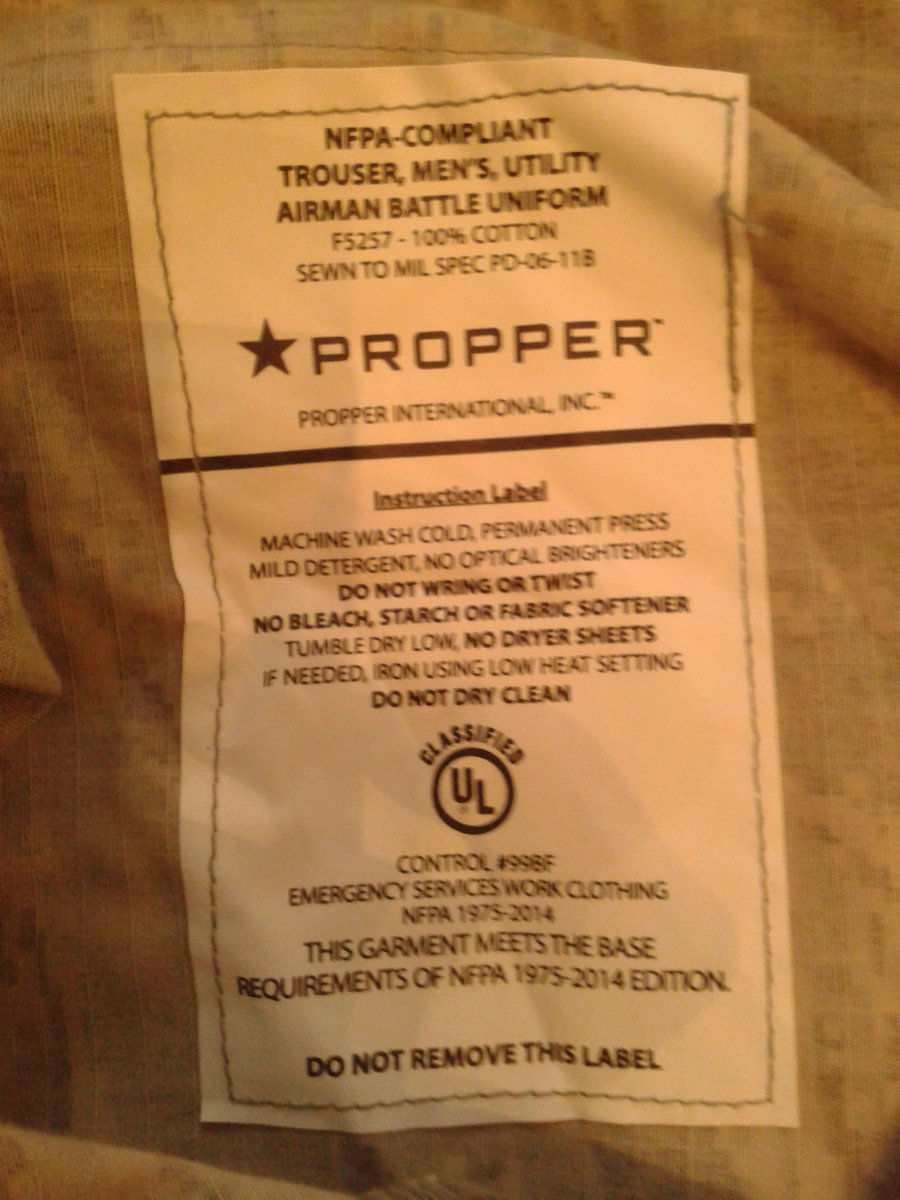 NFPA-COMPLIANT
TROUSER, MEN'S, UTILITY
AIRMAN BATTLE UNIFORM
F5257 - 100% COTTON
SEWN TO MIL SPEC PD-06-11B
PROPPER™
PROPPER INTERNATIONAL, INC.™
Instruction Label
MACHINE WASH COLD, PERMANENT PRESS
MILD DETERGENT, NO OPTICAL BRIGHTENERS
DO NOT WRING OR TWIST
NO BLEACH, STARCH OR FABRIC SOFTENER
TUMBLE DRY LOW, NO DRYER SHEETS
IF NEEDED, IRON USING LOW HEAT SETTING
DO NOT DRY CLEAN
CLASSIFIED
UL
CONTROL #99BF
EMERGENCY SERVICES WORK CLOTHING
NFPA 1975-2014
THIS GARMENT MEETS THE BASE
REQUIREMENTS OF NFPA 1975-2014 EDITION.
DO NOT REMOVE THIS LABEL